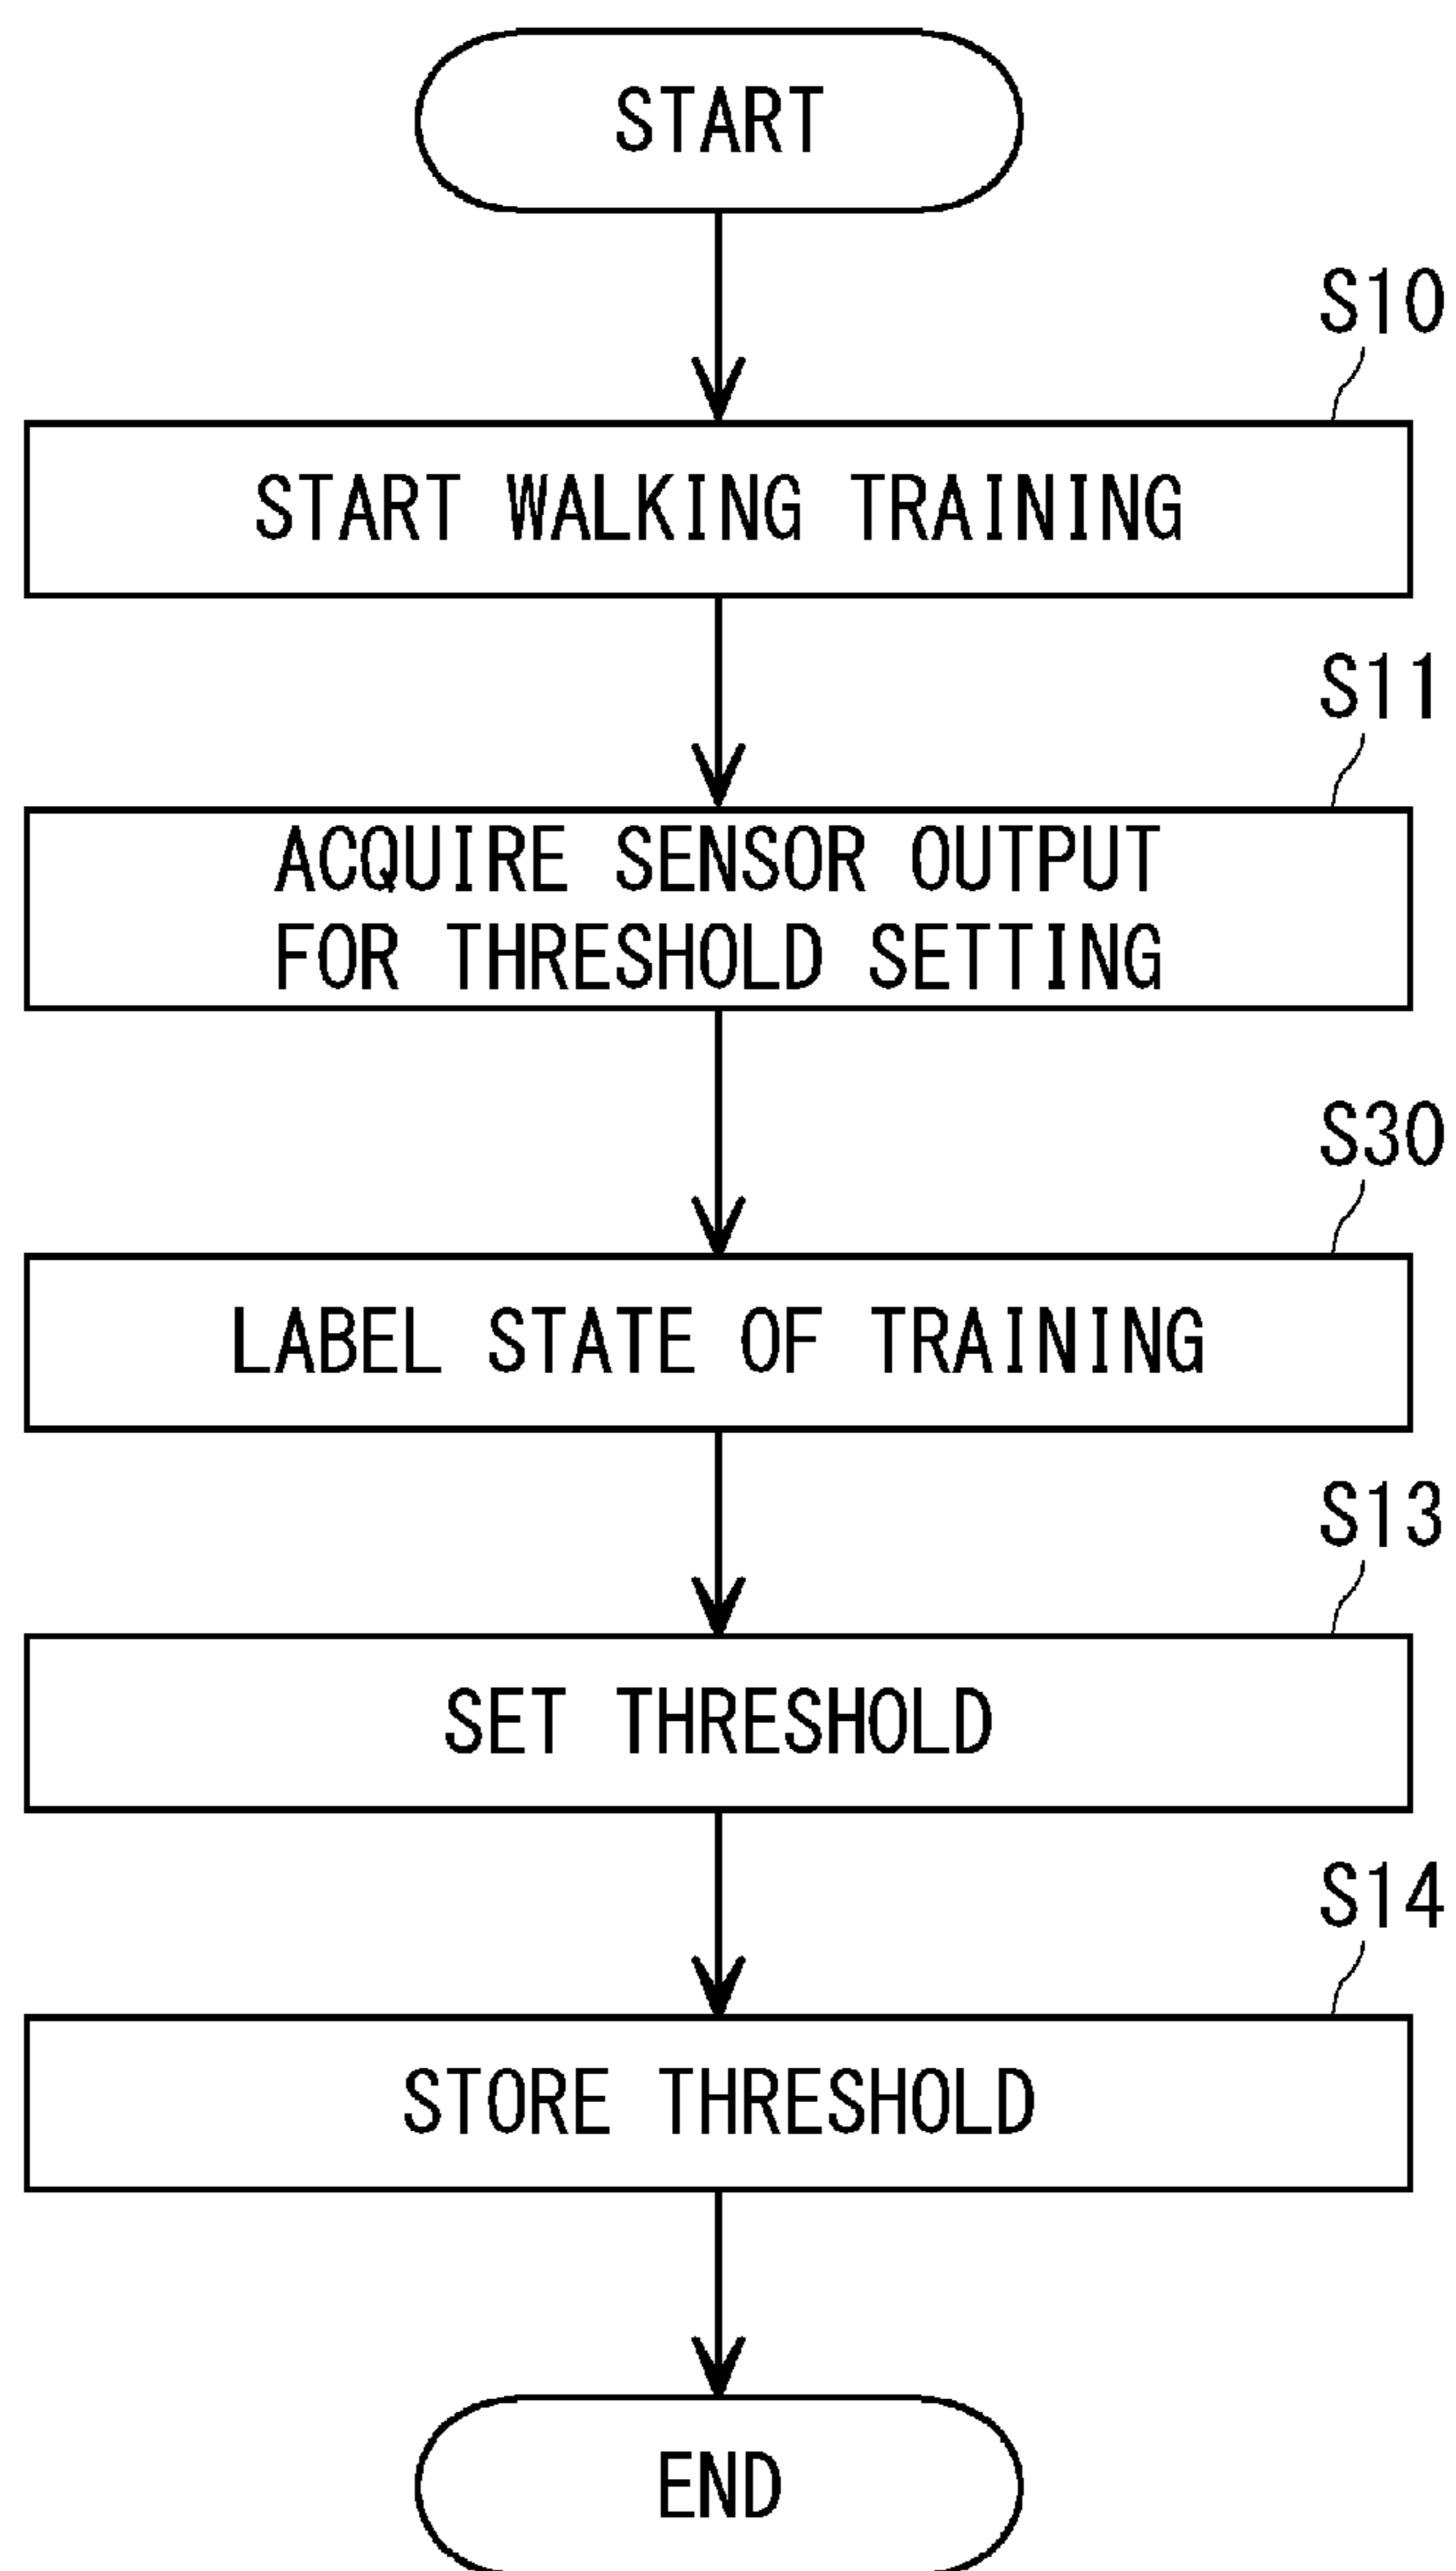 START
S10
START WALKING TRAINING
S11
ACQUIRE SENSOR OUTPUT
FOR THRESHOLD SETTING
S30
LABEL STATE OF TRAINING
S13
SET THRESHOLD
S14
STORE THRESHOLD
END